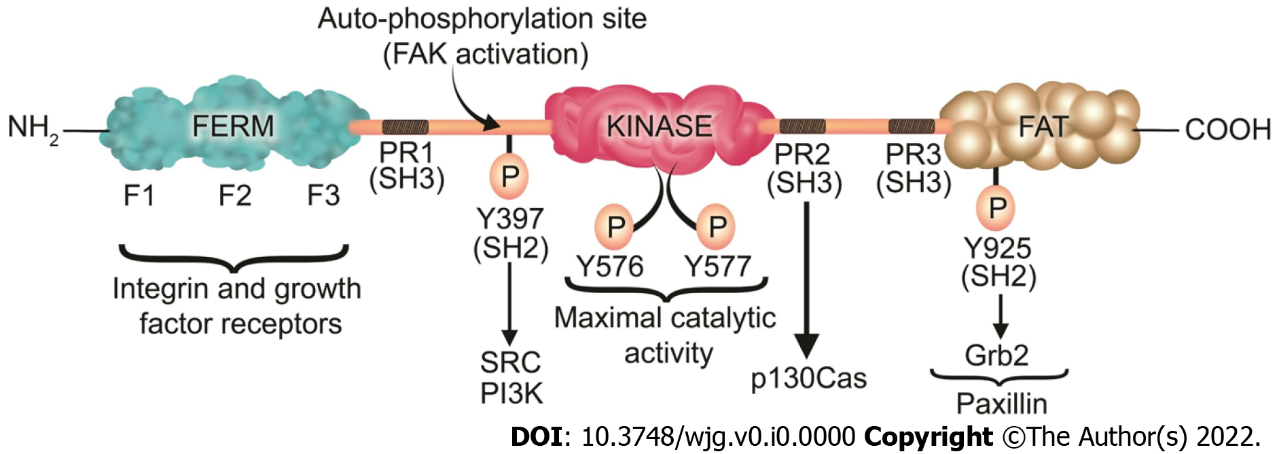 Auto-phosphorylation site
(FAK activation)
NH2
FERM
KINASE
FAT
COOH
PR1
(SH3)
P
PR2
(SH3)
PR3
(SH3)
F1
F2
F3
Y397
(SH2)
P
P
Y576
Y577
P
Y925
(SH2)
Integrin and growth
factor receptors
Maximal catalytic
activity
SRC
PI3K
p130Cas
Grb2
Paxillin
DOI: 10.3748/wjg.v0.i0.0000 Copyright ©The Author(s) 2022.